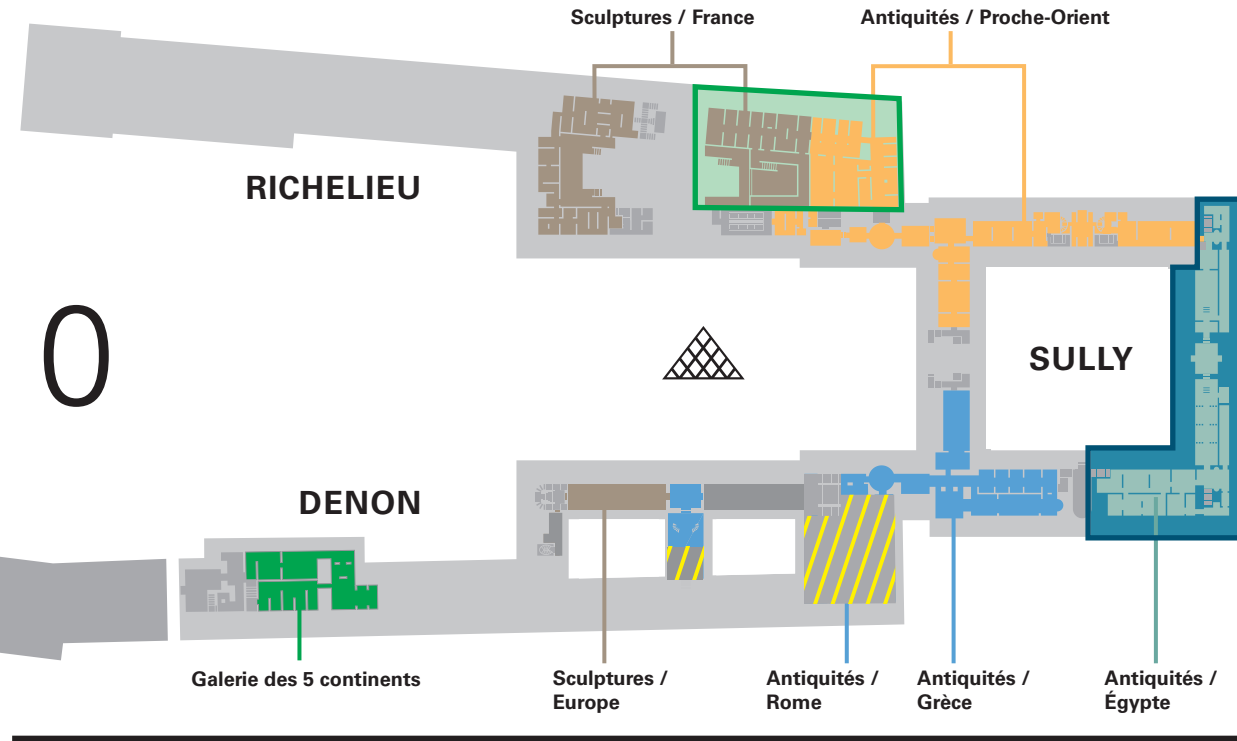 Sculptures / France
Antiquités / Proche-Orient
RICHELIEU
0
SULLY
DENON
Galerie des 5 continents
Sculptures /
Europe
Antiquités /
Rome
Antiquités /
Grèce
Antiquités /
Égypte